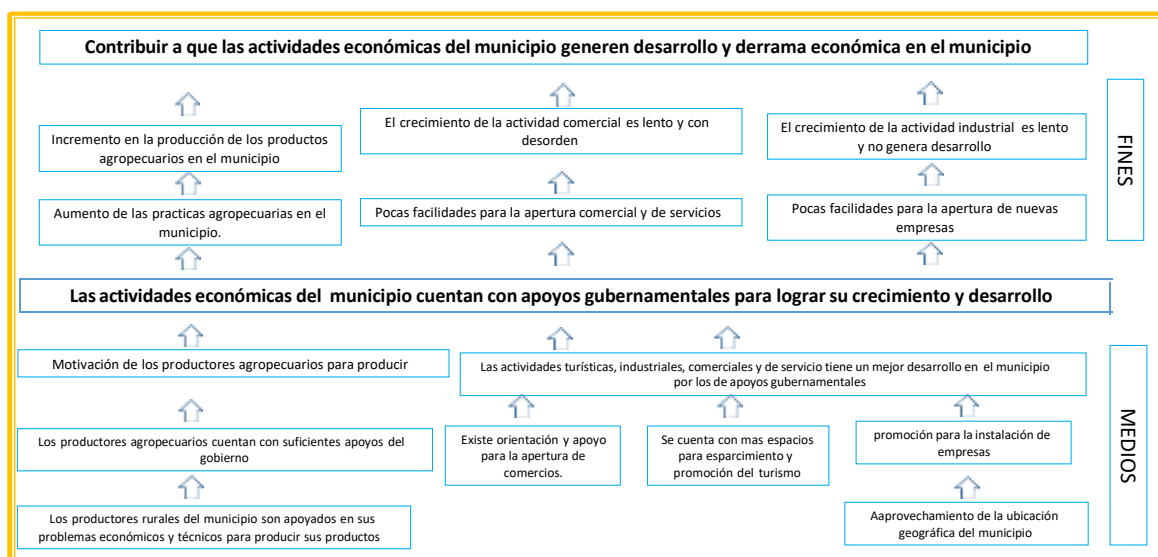 Contribuir a que las actividades económicas del municipio generen desarrollo y derrama económica en el municipio
Incremento en la producción de los productos
agropecuarios en el municipio
El crecimiento de la actividad comercial es lento y con
desorden
El crecimiento de la actividad industrial es lento
y no genera desarrollo
FINES
Aumento de las practicas agropecuarias en el
municipio.
Pocas facilidades para la apertura comercial y de servicios
Pocas facilidades para la apertura de nuevas
empresas
Las actividades económicas del municipio cuentan con apoyos gubernamentales para lograr su crecimiento y desarrollo
Motivación de los productores agropecuarios para producir
Las actividades turísticas, industriales, comerciales y de servicio tiene un mejor desarrollo en el municipio
por los de apoyos gubernamentales
MEDIOS
Los productores agropecuarios cuentan con suficientes apoyos del
gobierno
Existe orientación y apoyo
para la apertura de
comercios.
Se cuenta con mas espacios
para esparcimiento y
promoción del turismo
promoción para la instalación de
empresas
Los productores rurales del municipio son apoyados en sus
problemas económicos y técnicos para producir sus productos
Aaprovechamiento de la ubicación
geográfica del municipio